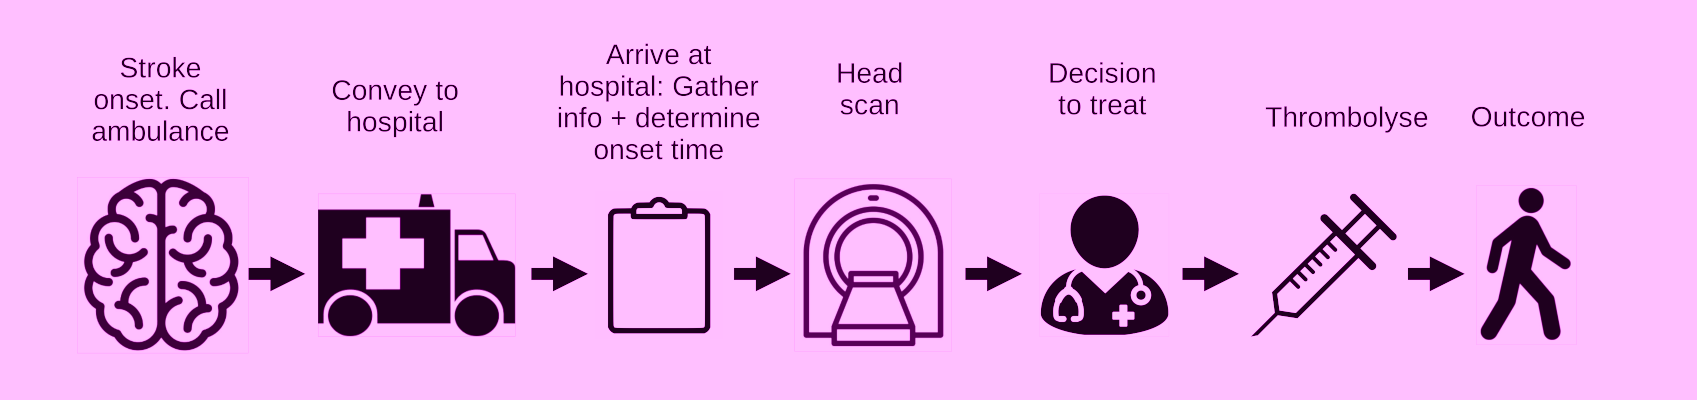 Stroke
onset. Call
ambulance
Convey to
hospital
Arrive at
hospital: Gather
info + determine
onset time
Head
scan
Decision
to treat
Thrombolyse
Outcome